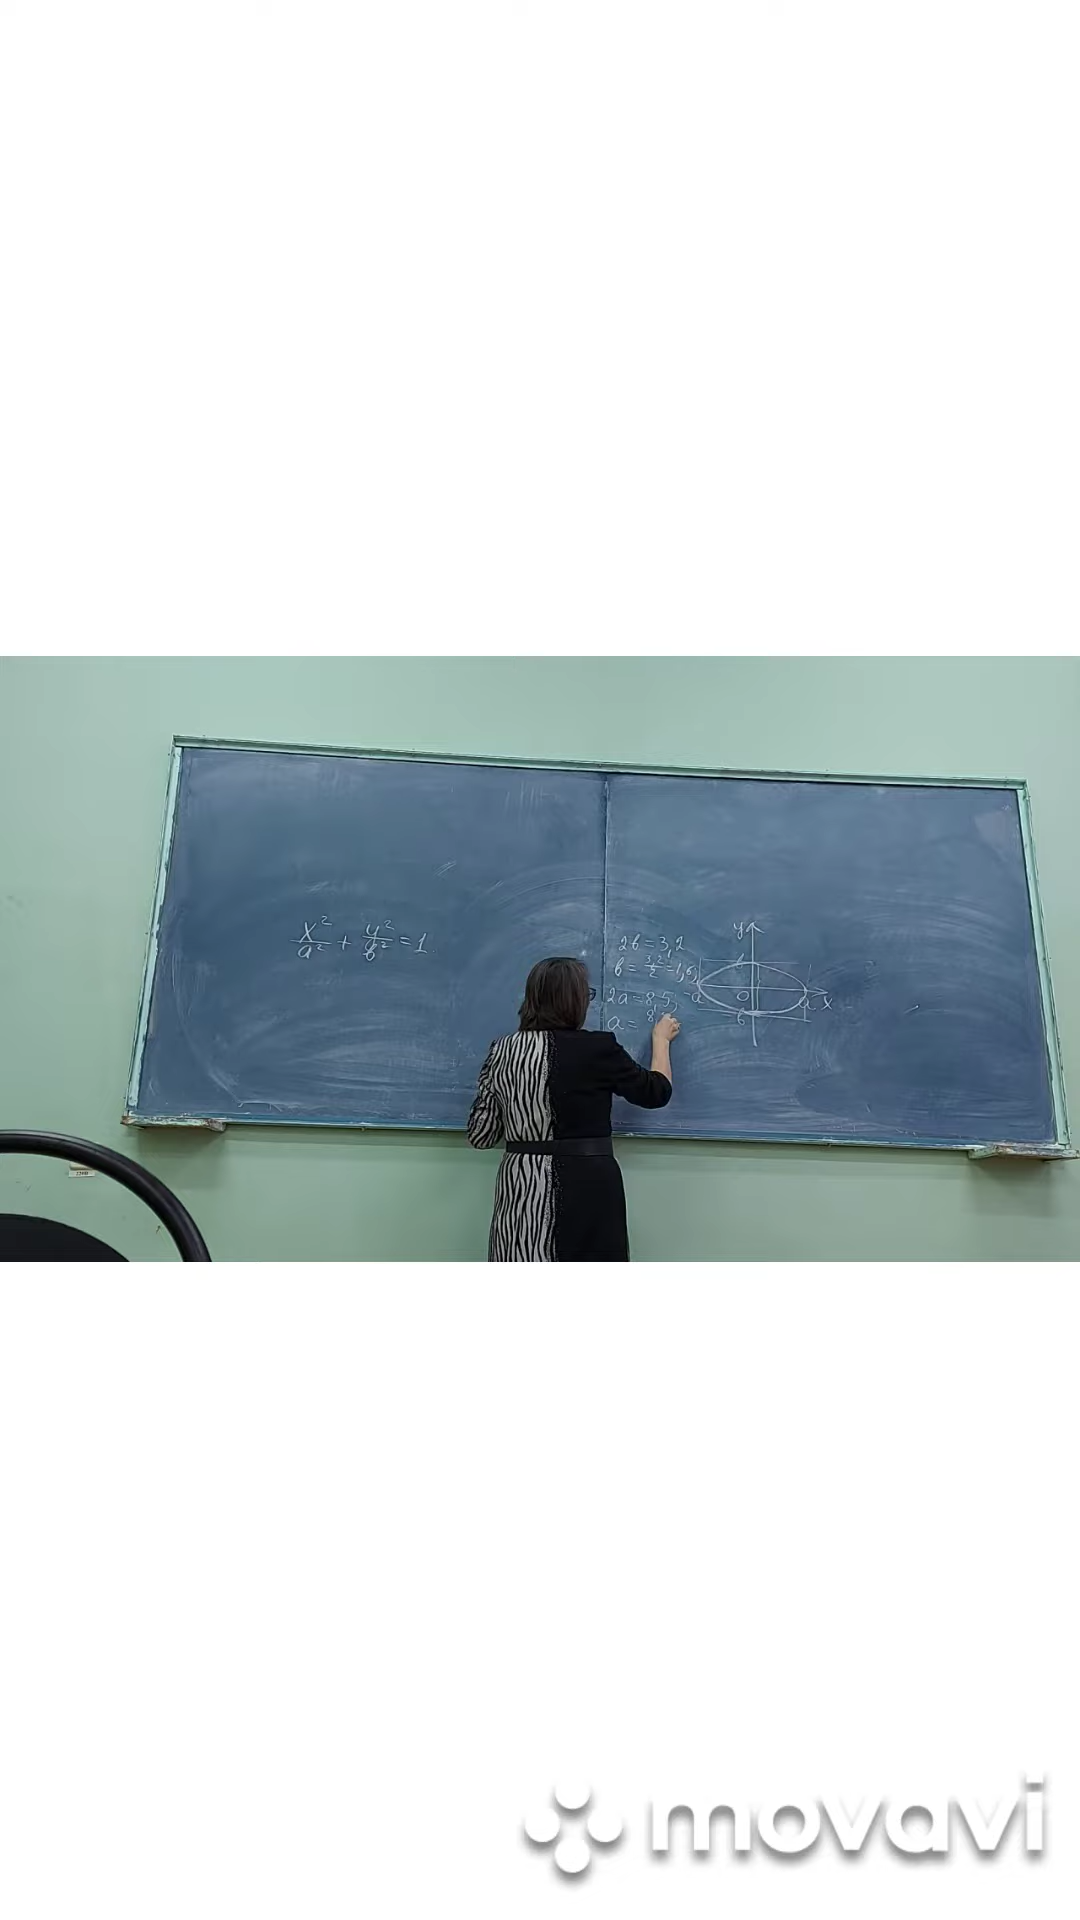 x²/a² + y²/b² = 1
2b = 3,2
b = 3,2/2 = 1,6
2a = 8,5
a = 8,
y
b
-a
0
a x
b
movavi